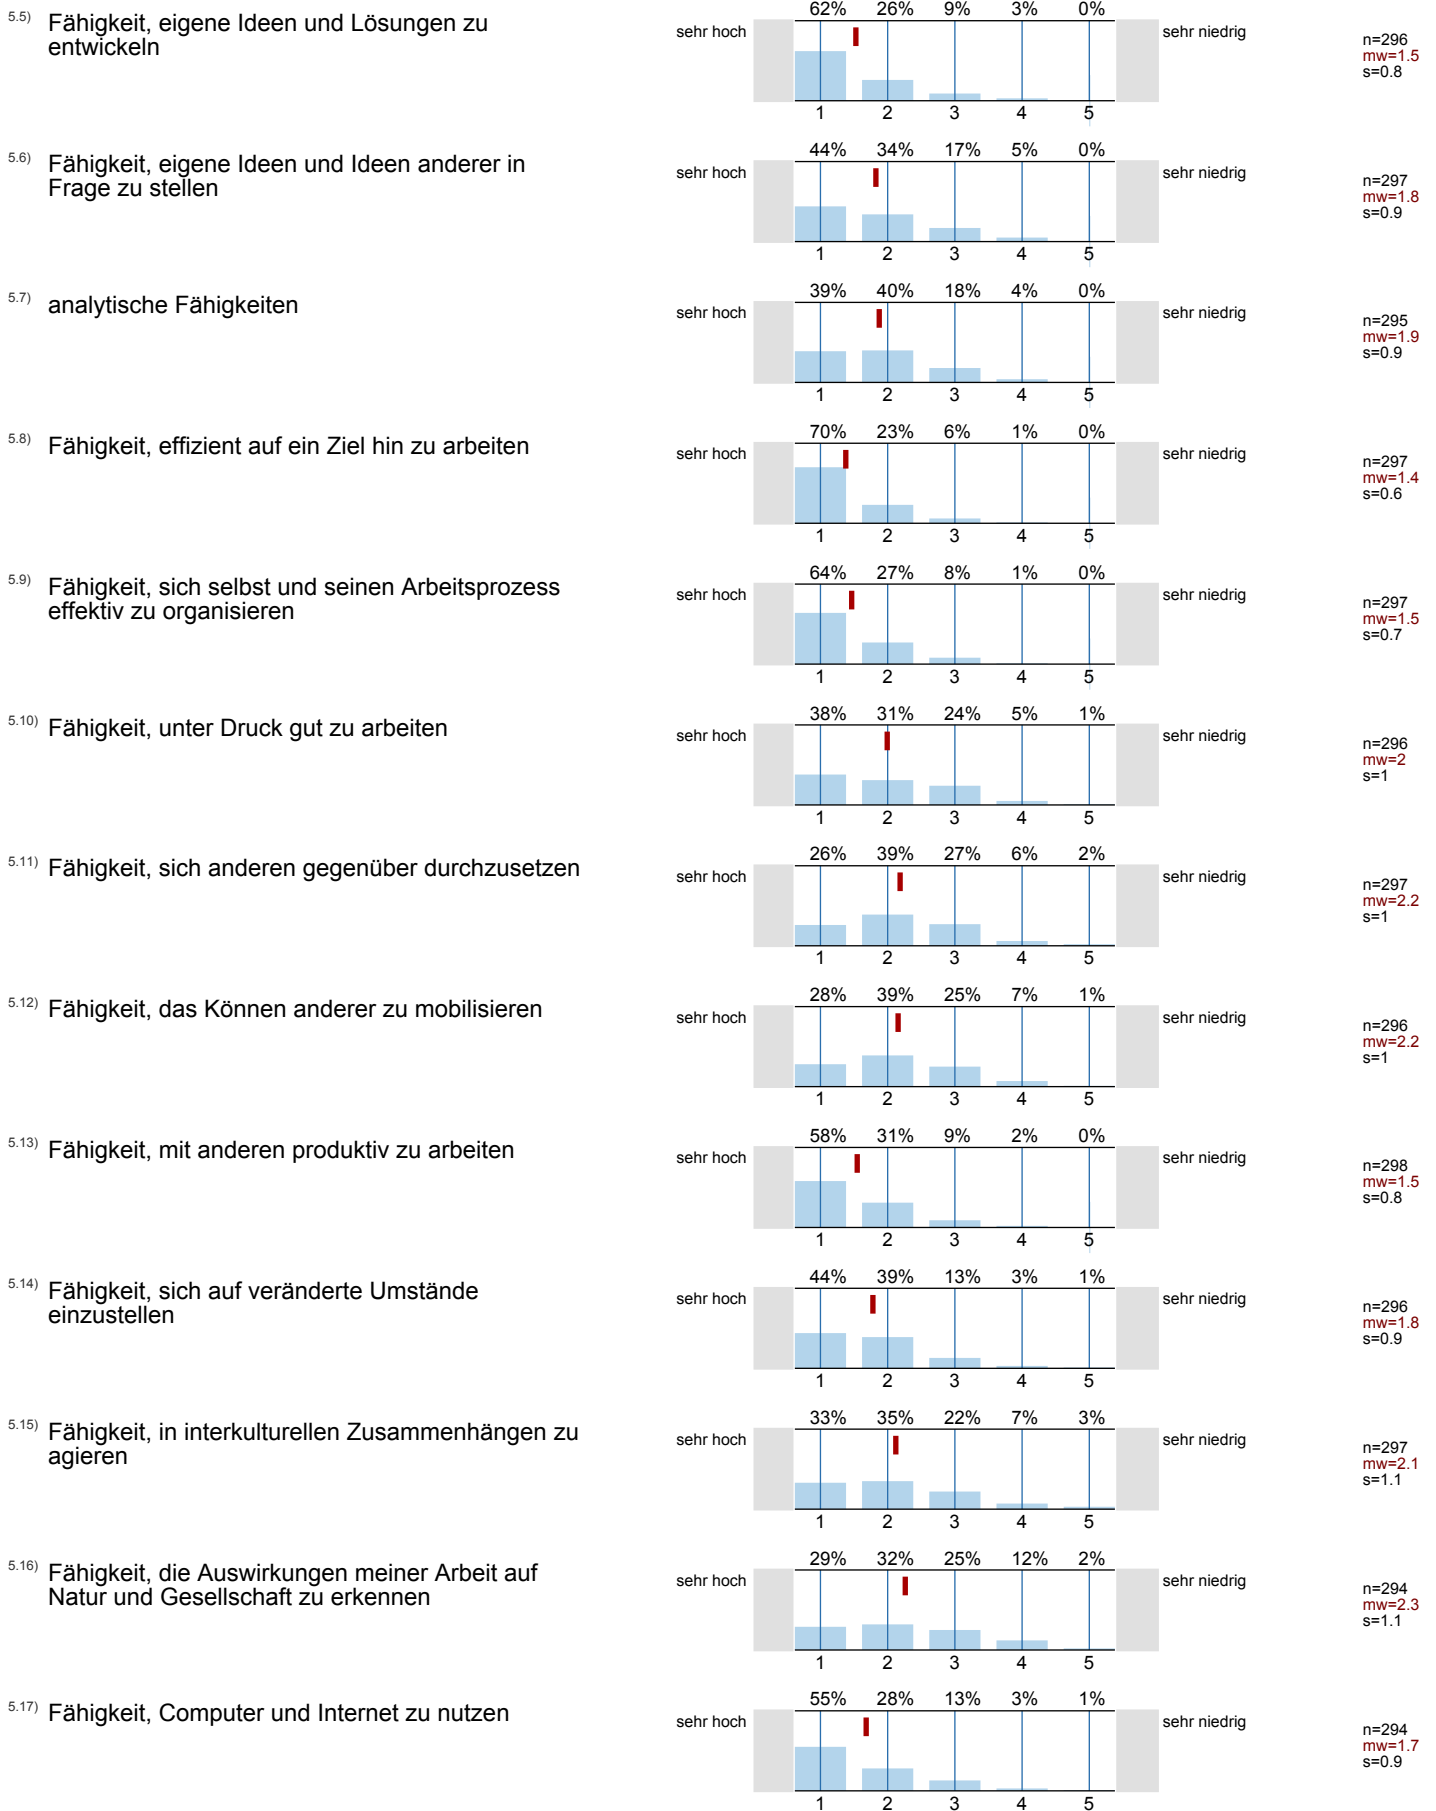 5.5) Fähigkeit, eigene Ideen und Lösungen zu
entwickeln
62% 26% 9% 3% 0%
sehr hoch sehr niedrig
n=296
mw=1.5
s=0.8
1 2 3 4 5
5.6) Fähigkeit, eigene Ideen und Ideen anderer in
Frage zu stellen
44% 34% 17% 5% 0%
sehr hoch sehr niedrig
n=297
mw=1.8
s=0.9
1 2 3 4 5
5.7) analytische Fähigkeiten
39% 40% 18% 4% 0%
sehr hoch sehr niedrig
n=295
mw=1.9
s=0.9
1 2 3 4 5
5.8) Fähigkeit, effizient auf ein Ziel hin zu arbeiten
70% 23% 6% 1% 0%
sehr hoch sehr niedrig
n=297
mw=1.4
s=0.6
1 2 3 4 5
5.9) Fähigkeit, sich selbst und seinen Arbeitsprozess
effektiv zu organisieren
64% 27% 8% 1% 0%
sehr hoch sehr niedrig
n=297
mw=1.5
s=0.7
1 2 3 4 5
5.10) Fähigkeit, unter Druck gut zu arbeiten
38% 31% 24% 5% 1%
sehr hoch sehr niedrig
n=296
mw=2
s=1
1 2 3 4 5
5.11) Fähigkeit, sich anderen gegenüber durchzusetzen
26% 39% 27% 6% 2%
sehr hoch sehr niedrig
n=297
mw=2.2
s=1
1 2 3 4 5
5.12) Fähigkeit, das Können anderer zu mobilisieren
28% 39% 25% 7% 1%
sehr hoch sehr niedrig
n=296
mw=2.2
s=1
1 2 3 4 5
5.13) Fähigkeit, mit anderen produktiv zu arbeiten
58% 31% 9% 2% 0%
sehr hoch sehr niedrig
n=298
mw=1.5
s=0.8
1 2 3 4 5
5.14) Fähigkeit, sich auf veränderte Umstände
einzustellen
44% 39% 13% 3% 1%
sehr hoch sehr niedrig
n=296
mw=1.8
s=0.9
1 2 3 4 5
5.15) Fähigkeit, in interkulturellen Zusammenhängen zu
agieren
33% 35% 22% 7% 3%
sehr hoch sehr niedrig
n=297
mw=2.1
s=1.1
1 2 3 4 5
5.16) Fähigkeit, die Auswirkungen meiner Arbeit auf
Natur und Gesellschaft zu erkennen
29% 32% 25% 12% 2%
sehr hoch sehr niedrig
n=294
mw=2.3
s=1.1
1 2 3 4 5
5.17) Fähigkeit, Computer und Internet zu nutzen
55% 28% 13% 3% 1%
sehr hoch sehr niedrig
n=294
mw=1.7
s=0.9
1 2 3 4 5